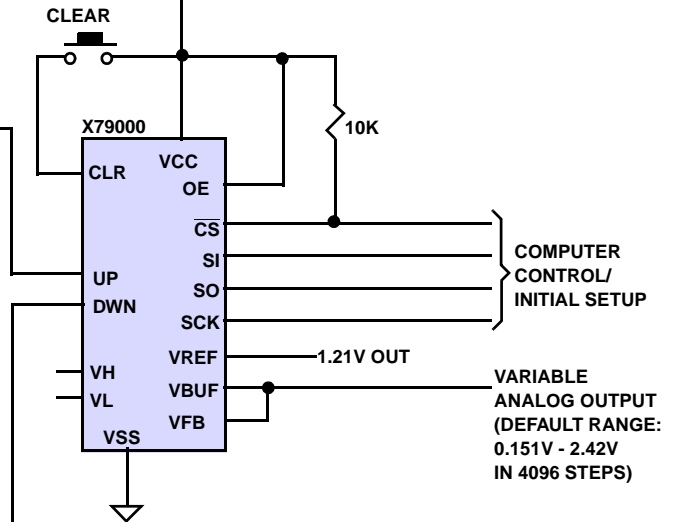 CLEAR
X79000
10K
VCC
CLR
OE
CS
SI
UP
SO
DWN
SCK
COMPUTER
CONTROL/
INITIAL SETUP
VREF
1.21V OUT
VH
VBUF
VL
VFB
VSS
VARIABLE
ANALOG OUTPUT
(DEFAULT RANGE:
0.151V - 2.42V
IN 4096 STEPS)